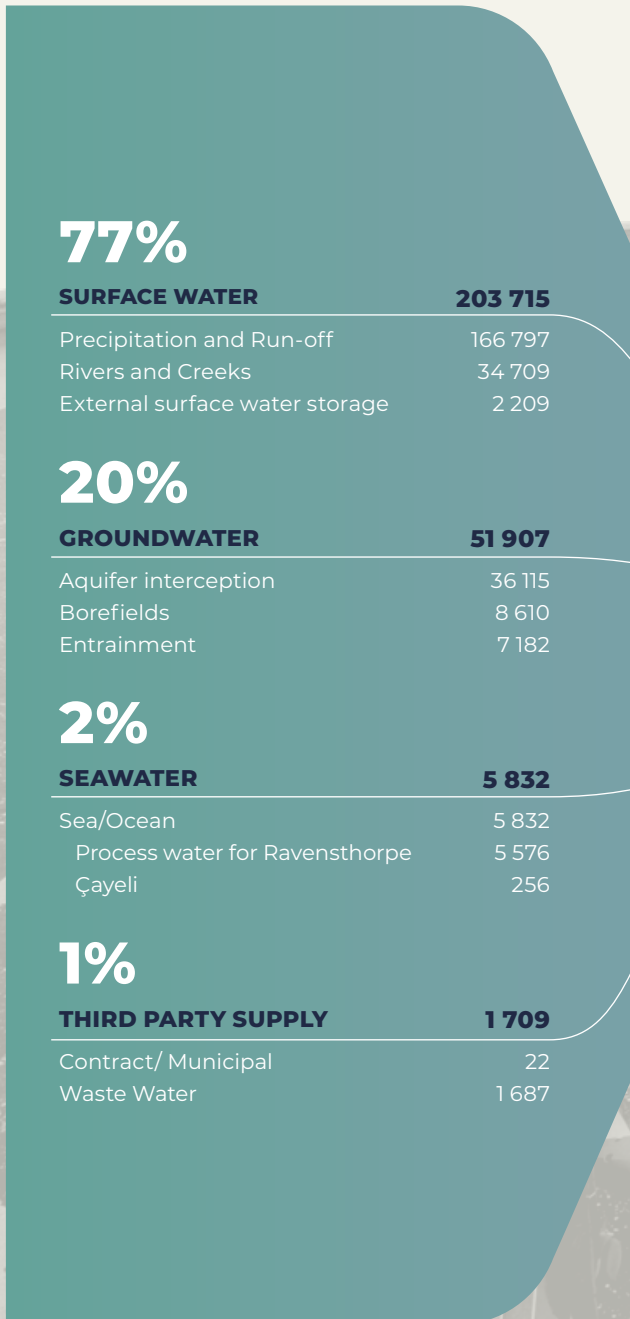 77%
SURFACE WATER 203 715
Precipitation and Run-off 166 797
Rivers and Creeks 34 709
External surface water storage 2 209
20%
GROUNDWATER 51 907
Aquifer interception 36 115
Borefields 8 610
Entrainment 7 182
2%
SEAWATER 5 832
Sea/Ocean 5 832
Process water for Ravensthorpe 5 576
Çayeli 256
1%
THIRD PARTY SUPPLY 1 709
Contract/ Municipal 22
Waste Water 1 687